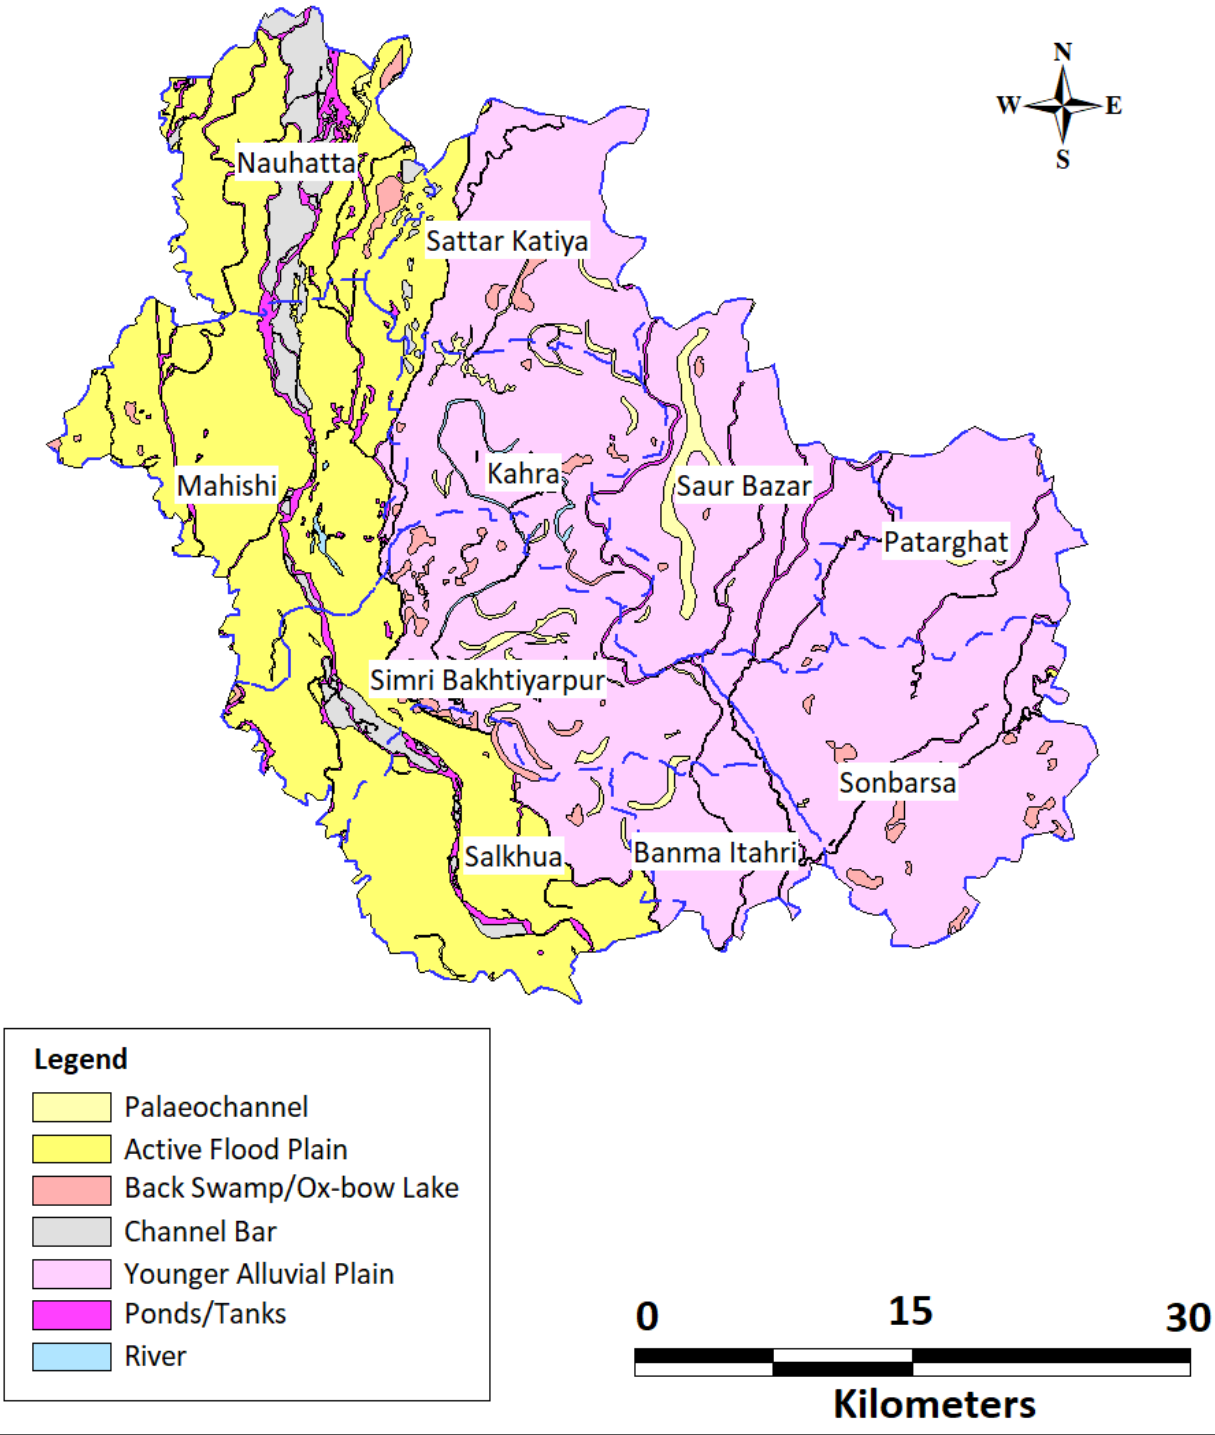 N
W E
S
Nauhatta
Sattar Katiya
Mahishi
Kahra
Saur Bazar
Patarghat
Simri Bakhtiyarpur
Sonbarsa
Salkhua
Banma Itahri
Legend
Palaeochannel
Active Flood Plain
Back Swamp/Ox-bow Lake
Channel Bar
Younger Alluvial Plain
Ponds/Tanks
River
0 15 30
Kilometers